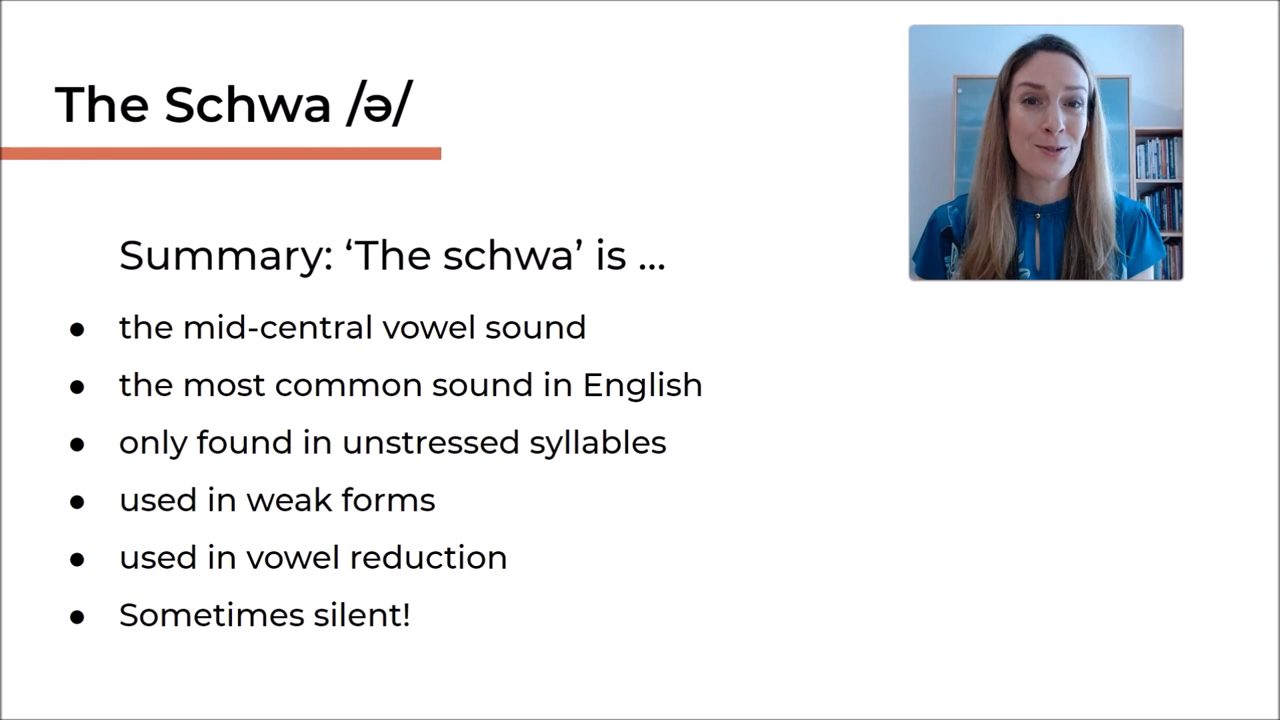 The Schwa /ə/
Summary: ‘The schwa’ is ...
● the mid-central vowel sound
● the most common sound in English
● only found in unstressed syllables
● used in weak forms
● used in vowel reduction
● Sometimes silent!